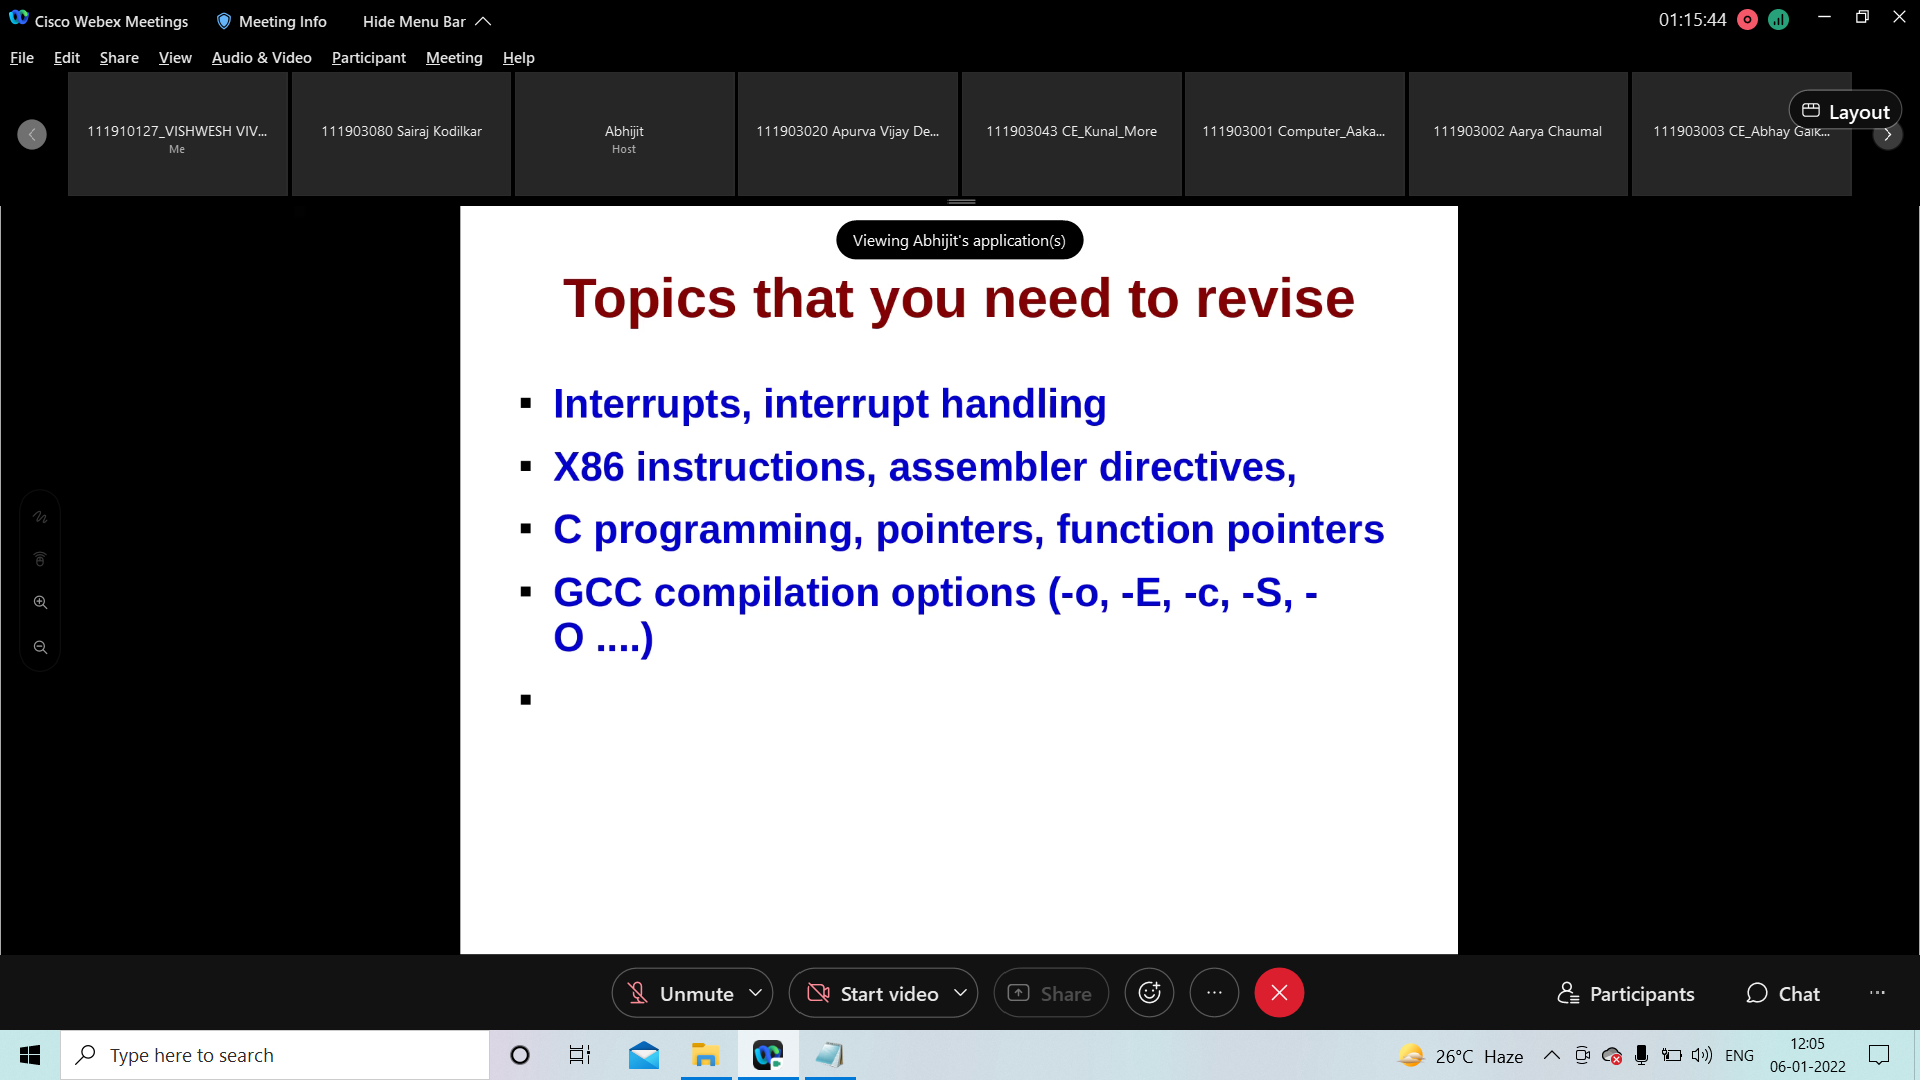 Cisco Webex Meetings
Meeting Info
Hide Menu Bar
01:15:44
File Edit Share View Audio & Video Participant Meeting Help
Layout
111910127_VISHWESH VIV...
Me
111903080 Sairaj Kodilkar
Abhijit
Host
111903020 Apurva Vijay De...
111903043 CE_Kunal_More
111903001 Computer_Aaka...
111903002 Aarya Chaumal
111903003 CE_Abhay Gaik...
Viewing Abhijit's application(s)
Topics that you need to revise
Interrupts, interrupt handling
X86 instructions, assembler directives,
C programming, pointers, function pointers
GCC compilation options (-o, -E, -c, -S, -
O ....)
Unmute
Start video
Share
Participants
Chat
Type here to search
26°C Haze
ENG
12:05
06-01-2022